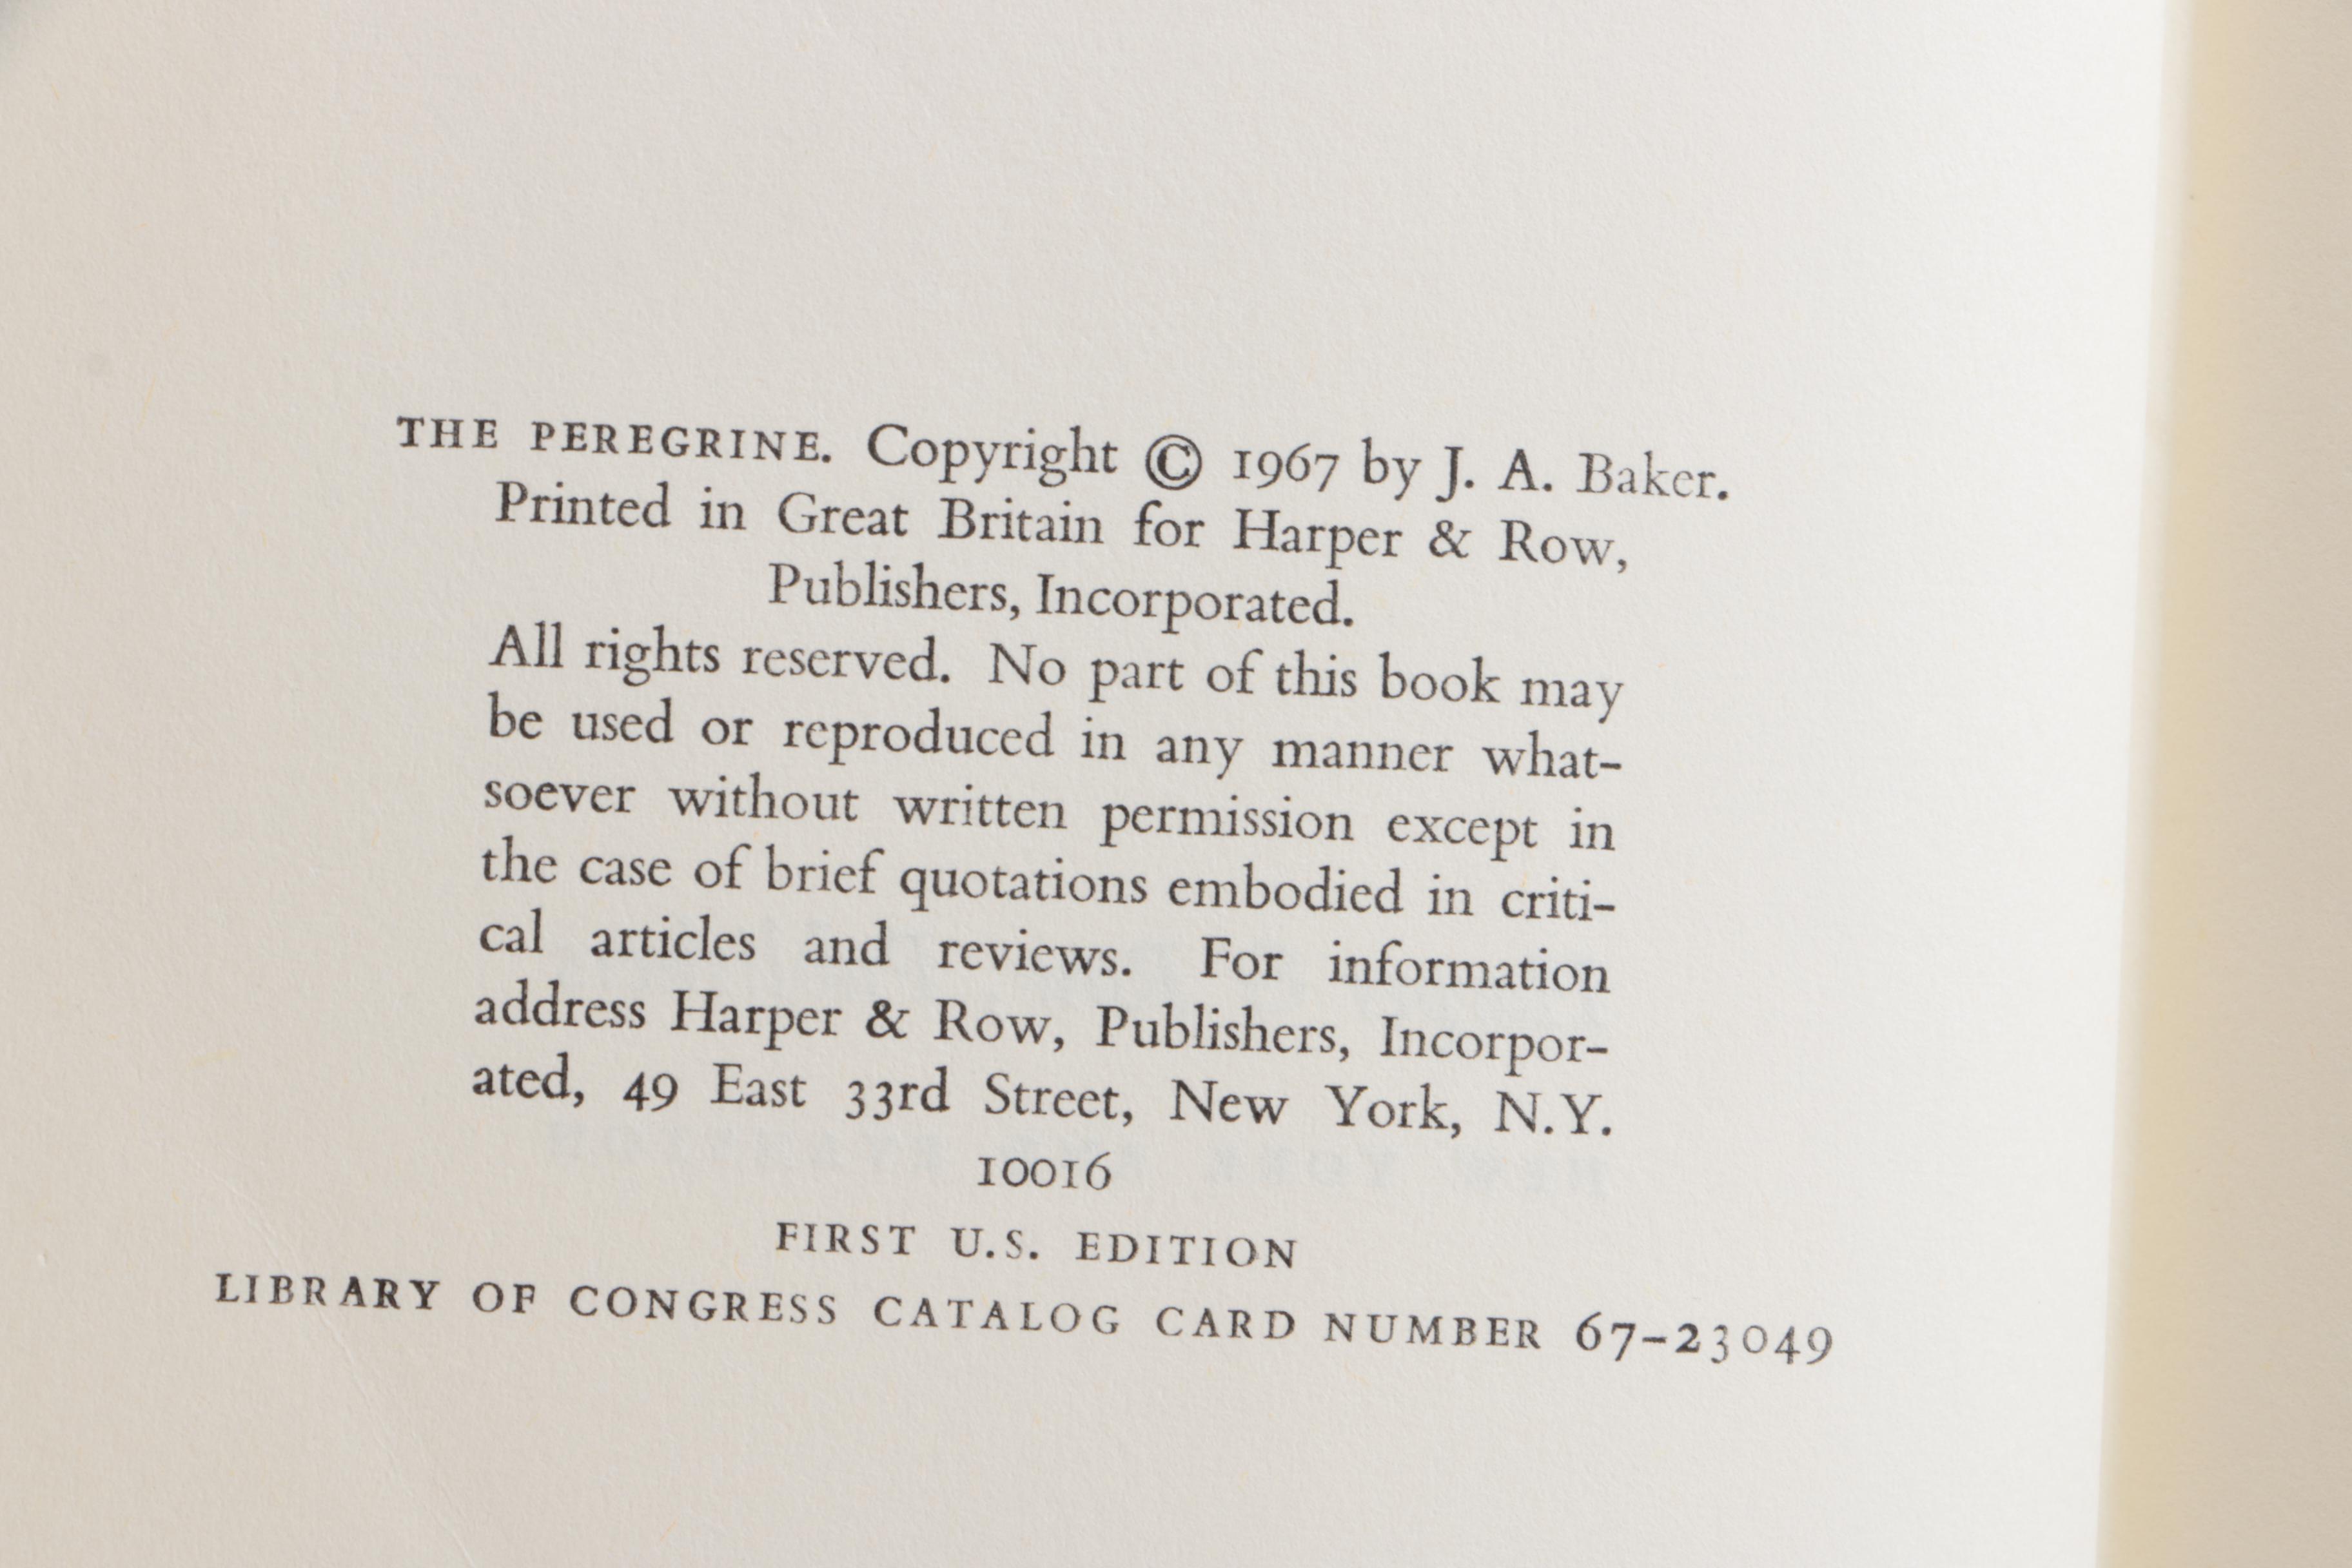 THE PEREGRINE. Copyright © 1967 by J. A. Baker.
Printed in Great Britain for Harper & Row,
Publishers, Incorporated.
All rights reserved. No part of this book may
be used or reproduced in any manner what-
soever without written permission except in
the case of brief quotations embodied in criti-
cal articles and reviews. For information
address Harper & Row, Publishers, Incorpor-
ated, 49 East 33rd Street, New York, N.Y.
10016
FIRST U.S. EDITION
LIBRARY OF CONGRESS CATALOG CARD NUMBER 67-23049